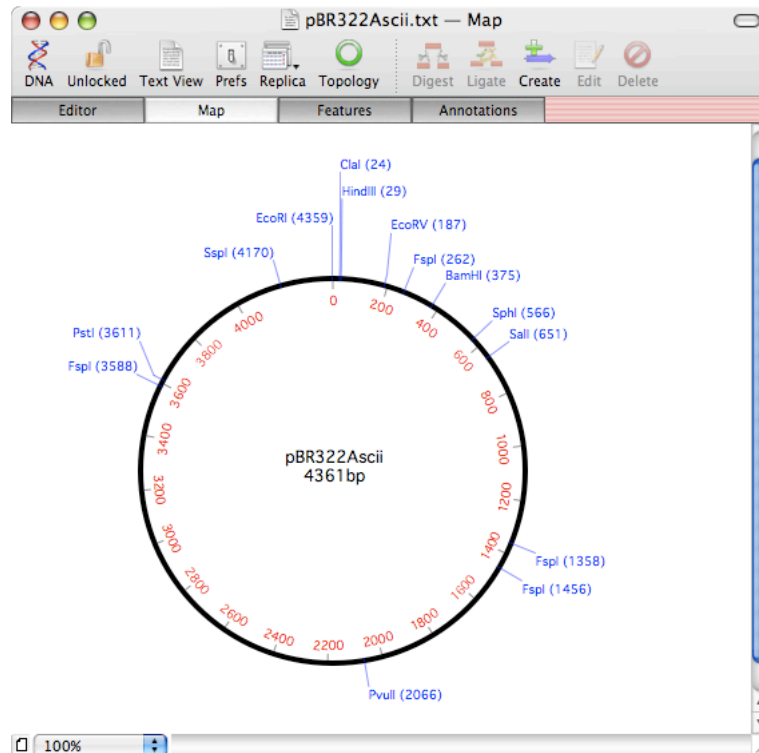 pBR322Ascii.txt — Map
DNA Unlocked Text View Prefs Replica Topology Digest Ligate Create Edit Delete
Editor Map Features Annotations
ClaI (24)
HindIII (29)
EcoRI (4359)
EcoRV (187)
SspI (4170)
FspI (262)
BamHI (375)
SphI (566)
SalI (651)
PstI (3611)
FspI (3588)
0
200
400
600
800
1000
1200
1400
1600
1800
2000
2200
2400
2600
2800
3000
3200
3400
3600
3800
4000
pBR322Ascii
4361bp
FspI (1358)
FspI (1456)
PvuII (2066)
100%